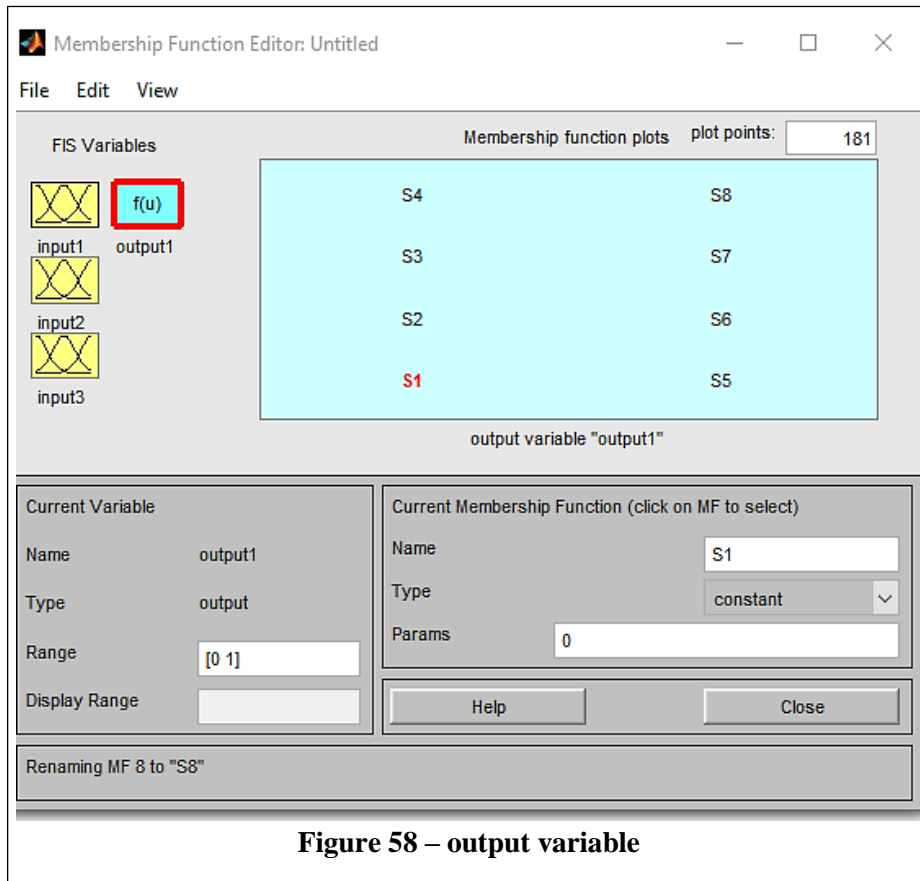 Membership Function Editor: Untitled
File Edit View
FIS Variables
Membership function plots plot points: 181
f(u)
input1 output1
input2
input3
S4 S8
S3 S7
S2 S6
S1 S5
output variable "output1"
Current Variable
Name output1
Type output
Range [0 1]
Display Range
Current Membership Function (click on MF to select)
Name S1
Type constant
Params 0
Help Close
Renaming MF 8 to "S8"
Figure 58 – output variable